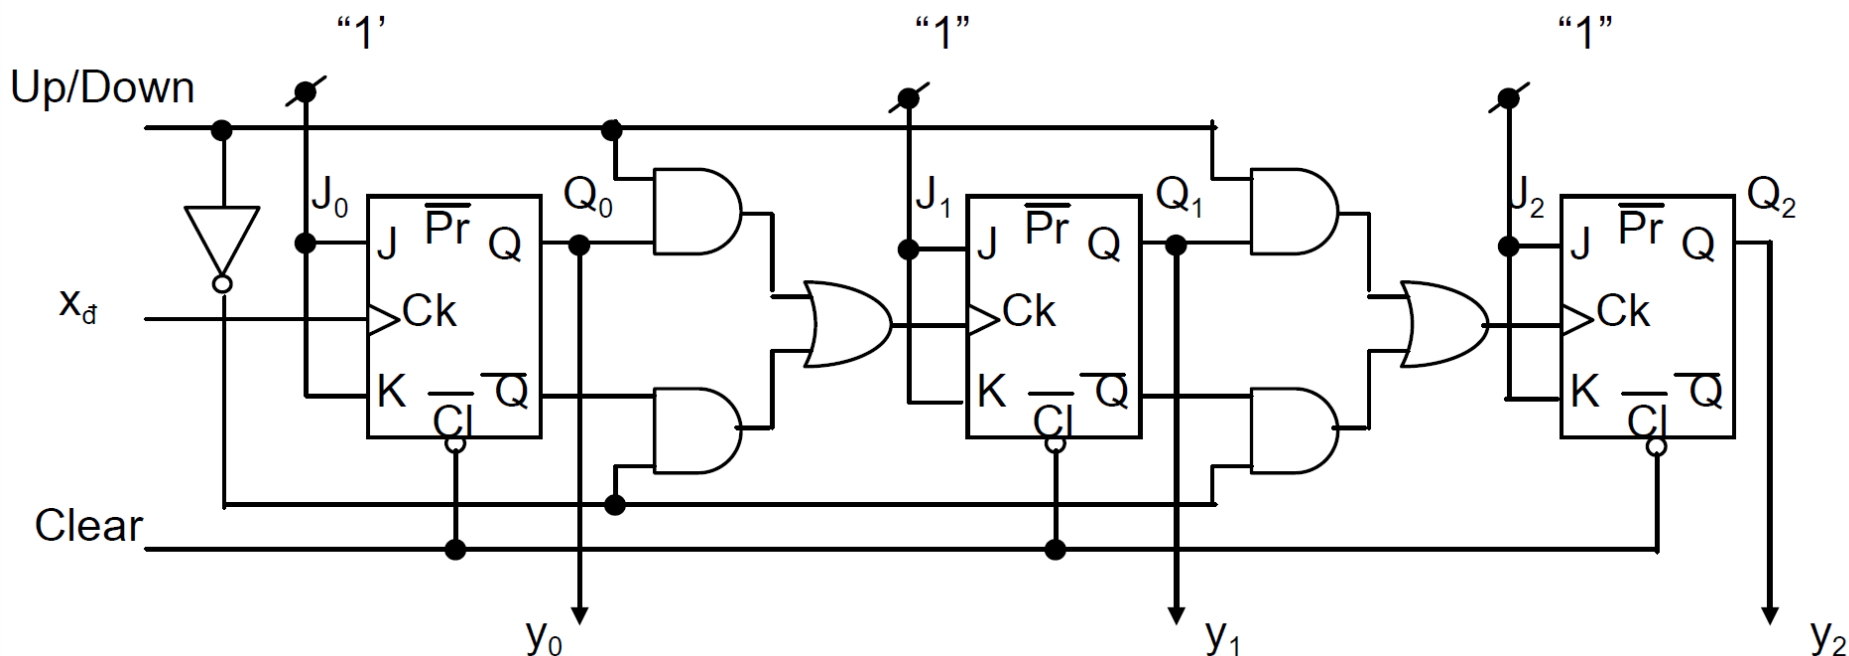 “1’ “1” “1”
Up/Down
J0 Pr Q0 J1 Pr Q1 J2 Pr Q2
J Q J Q J Q
xđ Ck Ck Ck
K Q K Q K Q
Cl Cl Cl
Clear
y0 y1 y2